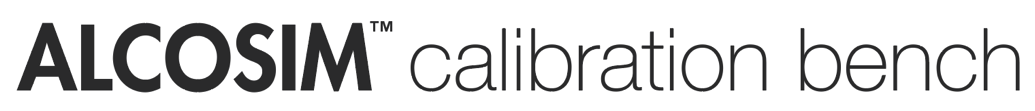 ALCOSIM™ calibration bench